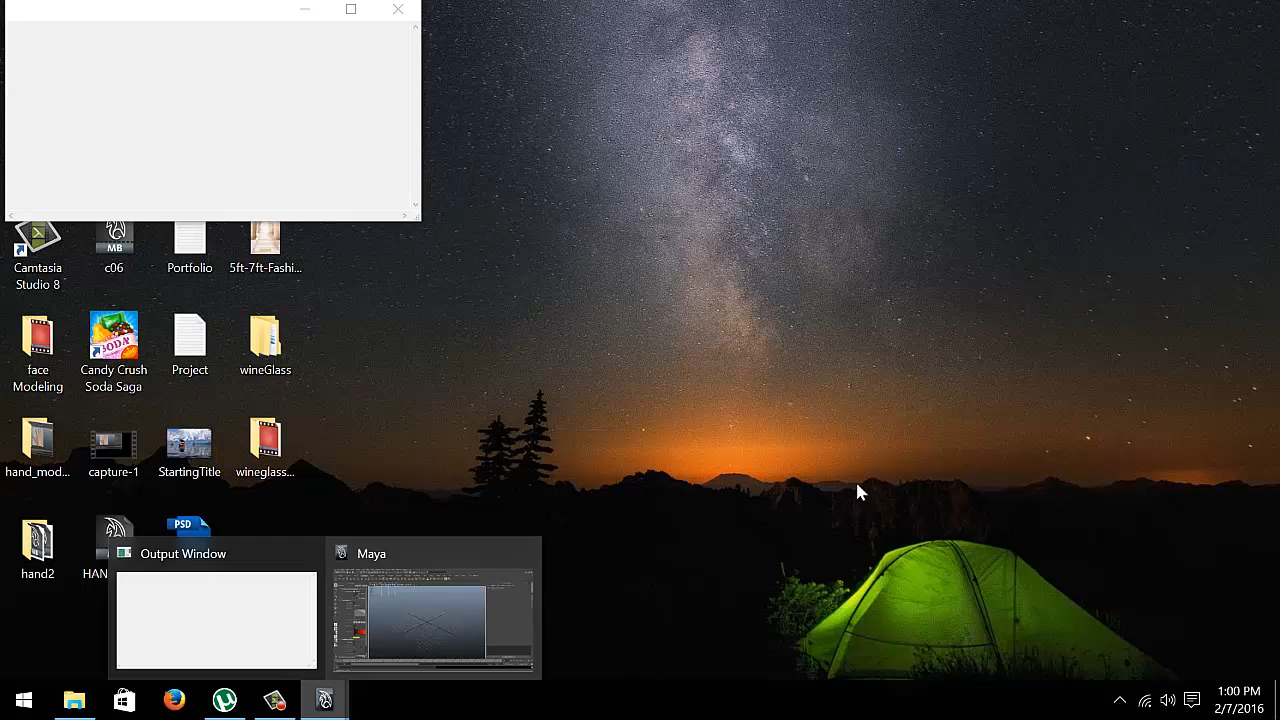 Camtasia
Studio 8
MB
c06
Portfolio
5ft-7ft-Fashi...
face
Modeling
SODA
Candy Crush
Soda Saga
Project
wineGlass
hand_mod...
capture-1
StartingTitle
wineglass...
hand2
HAN
PSD
Output Window
Maya
1:00 PM
2/7/2016